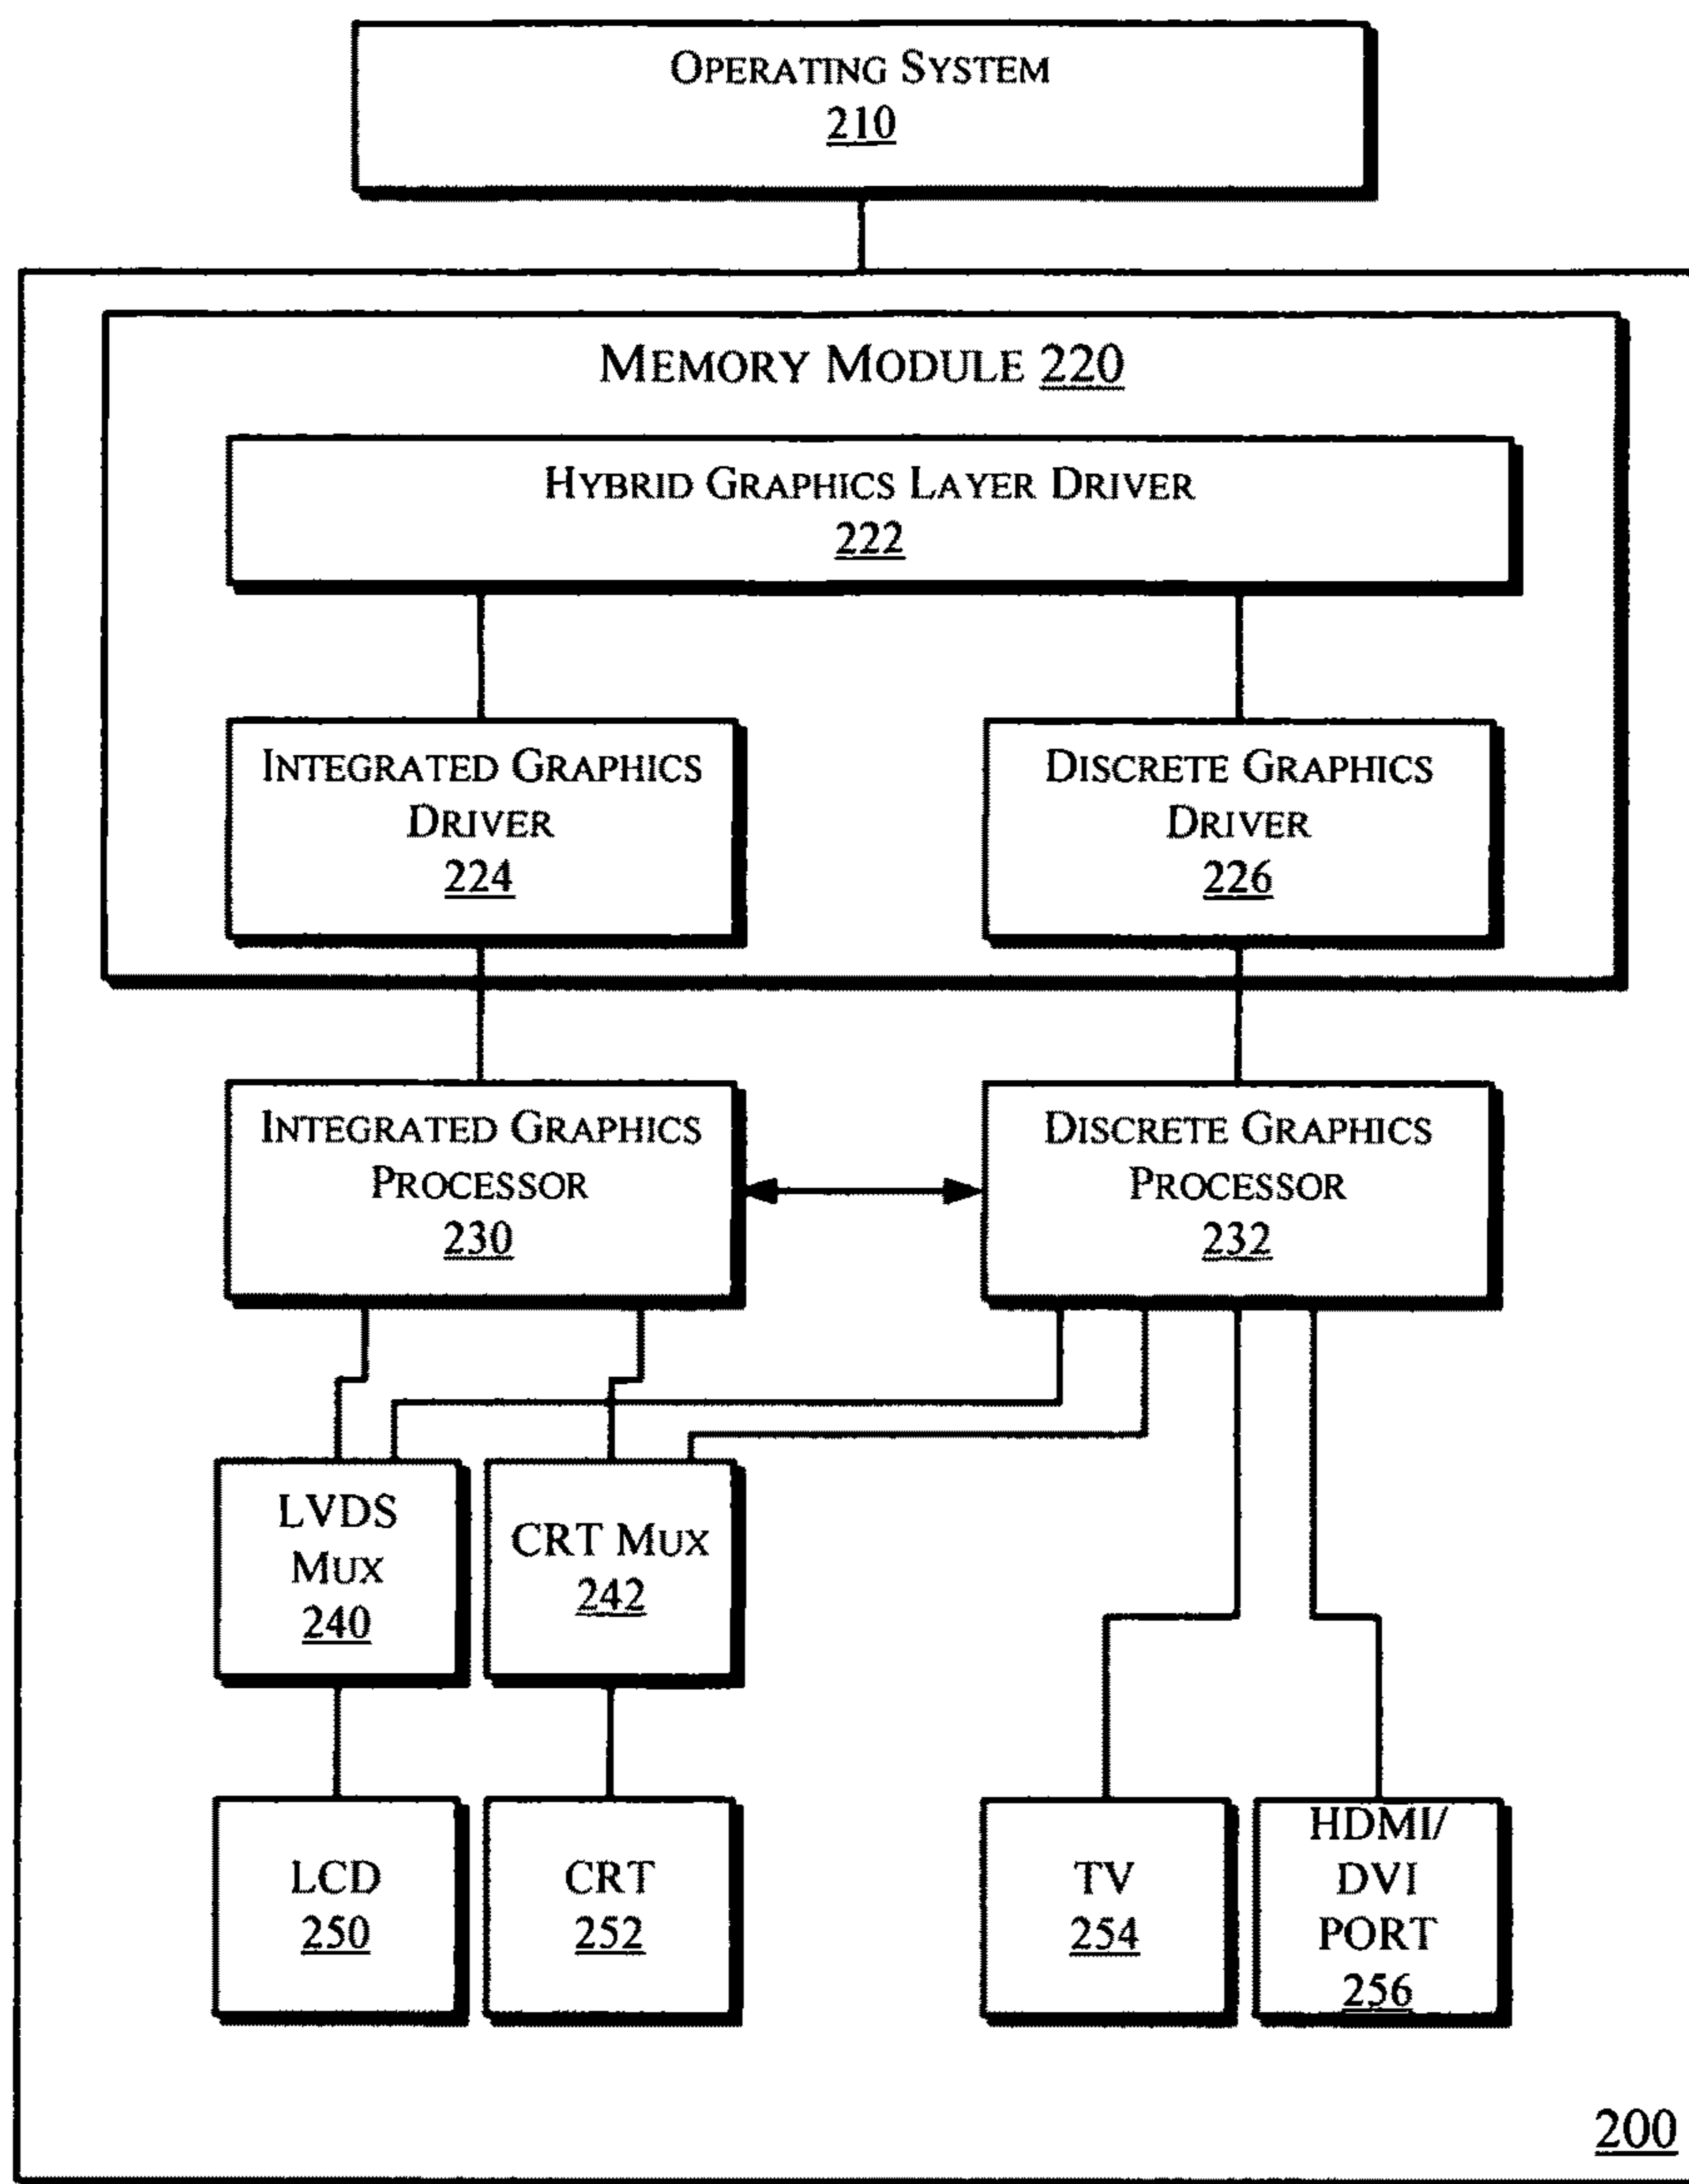 OPERATING SYSTEM
210
MEMORY MODULE 220
HYBRID GRAPHICS LAYER DRIVER
222
INTEGRATED GRAPHICS
DRIVER
224
DISCRETE GRAPHICS
DRIVER
226
INTEGRATED GRAPHICS
PROCESSOR
230
DISCRETE GRAPHICS
PROCESSOR
232
LVDS
MUX
240
CRT MUX
242
LCD
250
CRT
252
TV
254
HDMI/
DVI
PORT
256
200